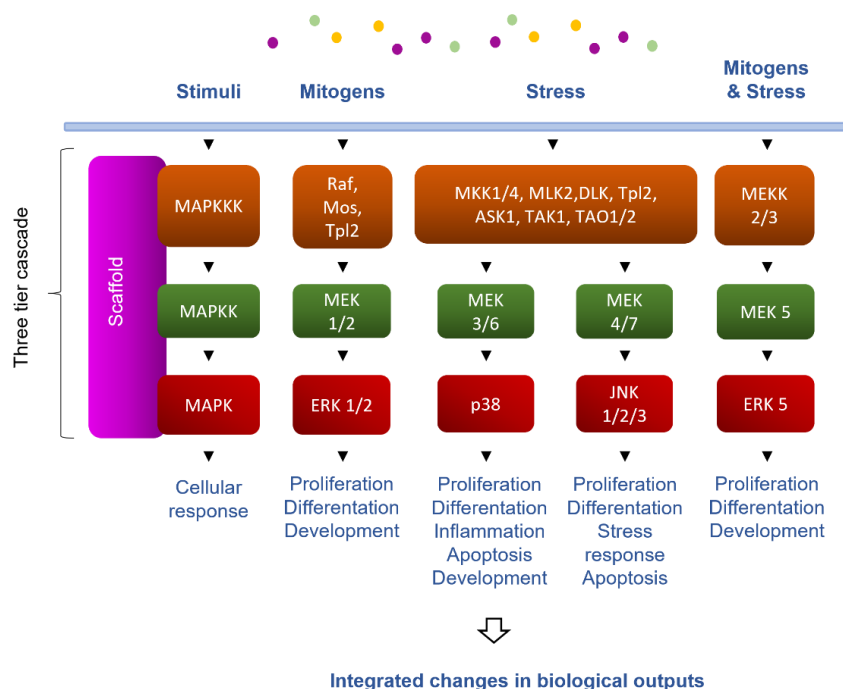 Stimuli
Mitogens
Stress
Mitogens
& Stress
Three tier cascade
Scaffold
MAPKKK
Raf,
Mos,
Tpl2
MKK1/4, MLK2,DLK, Tpl2,
ASK1, TAK1, TAO1/2
MEKK
2/3
MAPKK
MEK
1/2
MEK
3/6
MEK
4/7
MEK 5
MAPK
ERK 1/2
p38
JNK
1/2/3
ERK 5
Cellular
response
Proliferation
Differentation
Development
Proliferation
Differentation
Inflammation
Apoptosis
Development
Proliferation
Differentation
Stress
response
Apoptosis
Proliferation
Differentation
Development
Integrated changes in biological outputs